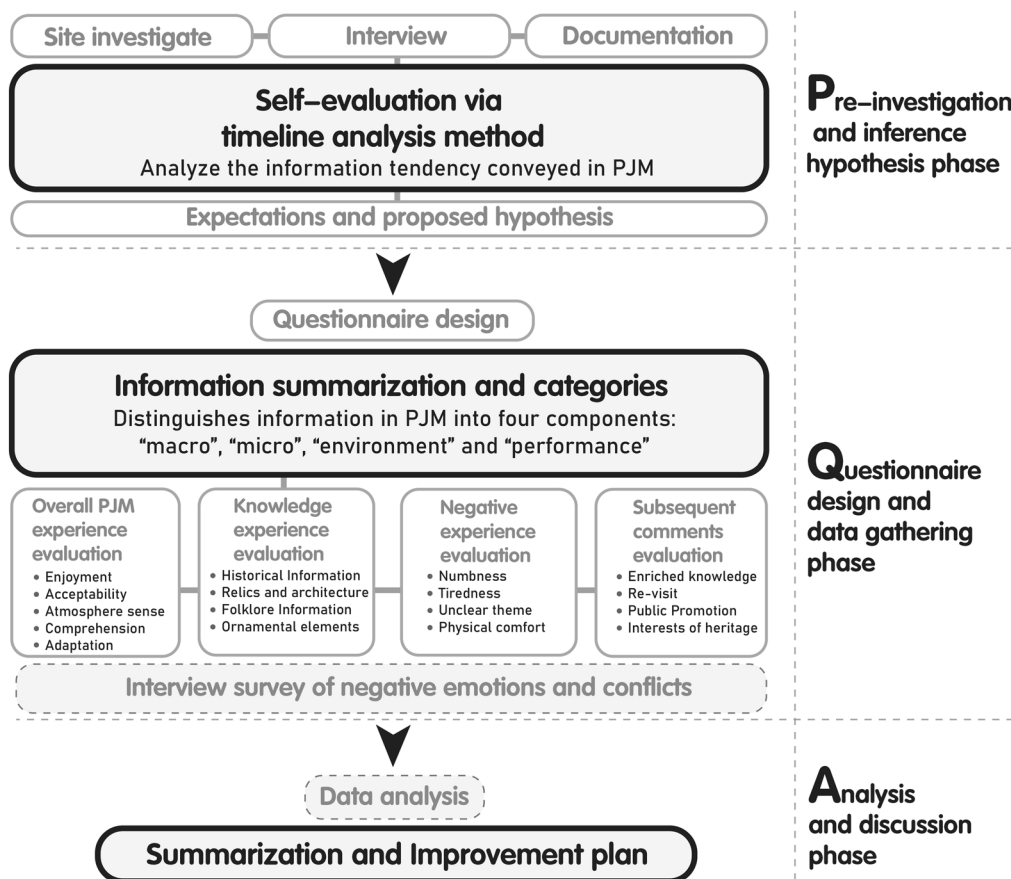 Site investigate
Interview
Documentation
Self–evaluation via
timeline analysis method
Analyze the information tendency conveyed in PJM
Expectations and proposed hypothesis
Pre–investigation
and inference
hypothesis phase
Questionnaire design
Information summarization and categories
Distinguishes information in PJM into four components:
“macro”, “micro”, “environment” and “performance”
Overall PJM
experience
evaluation
• Enjoyment
• Acceptability
• Atmosphere sense
• Comprehension
• Adaptation
Knowledge
experience
evaluation
• Historical Information
• Relics and architecture
• Folklore Information
• Ornamental elements
Negative
experience
evaluation
• Numbness
• Tiredness
• Unclear theme
• Physical comfort
Subsequent
comments
evaluation
• Enriched knowledge
• Re-visit
• Public Promotion
• Interests of heritage
Interview survey of negative emotions and conflicts
Questionnaire
design and
data gathering
phase
Data analysis
Summarization and Improvement plan
Analysis
and discussion
phase